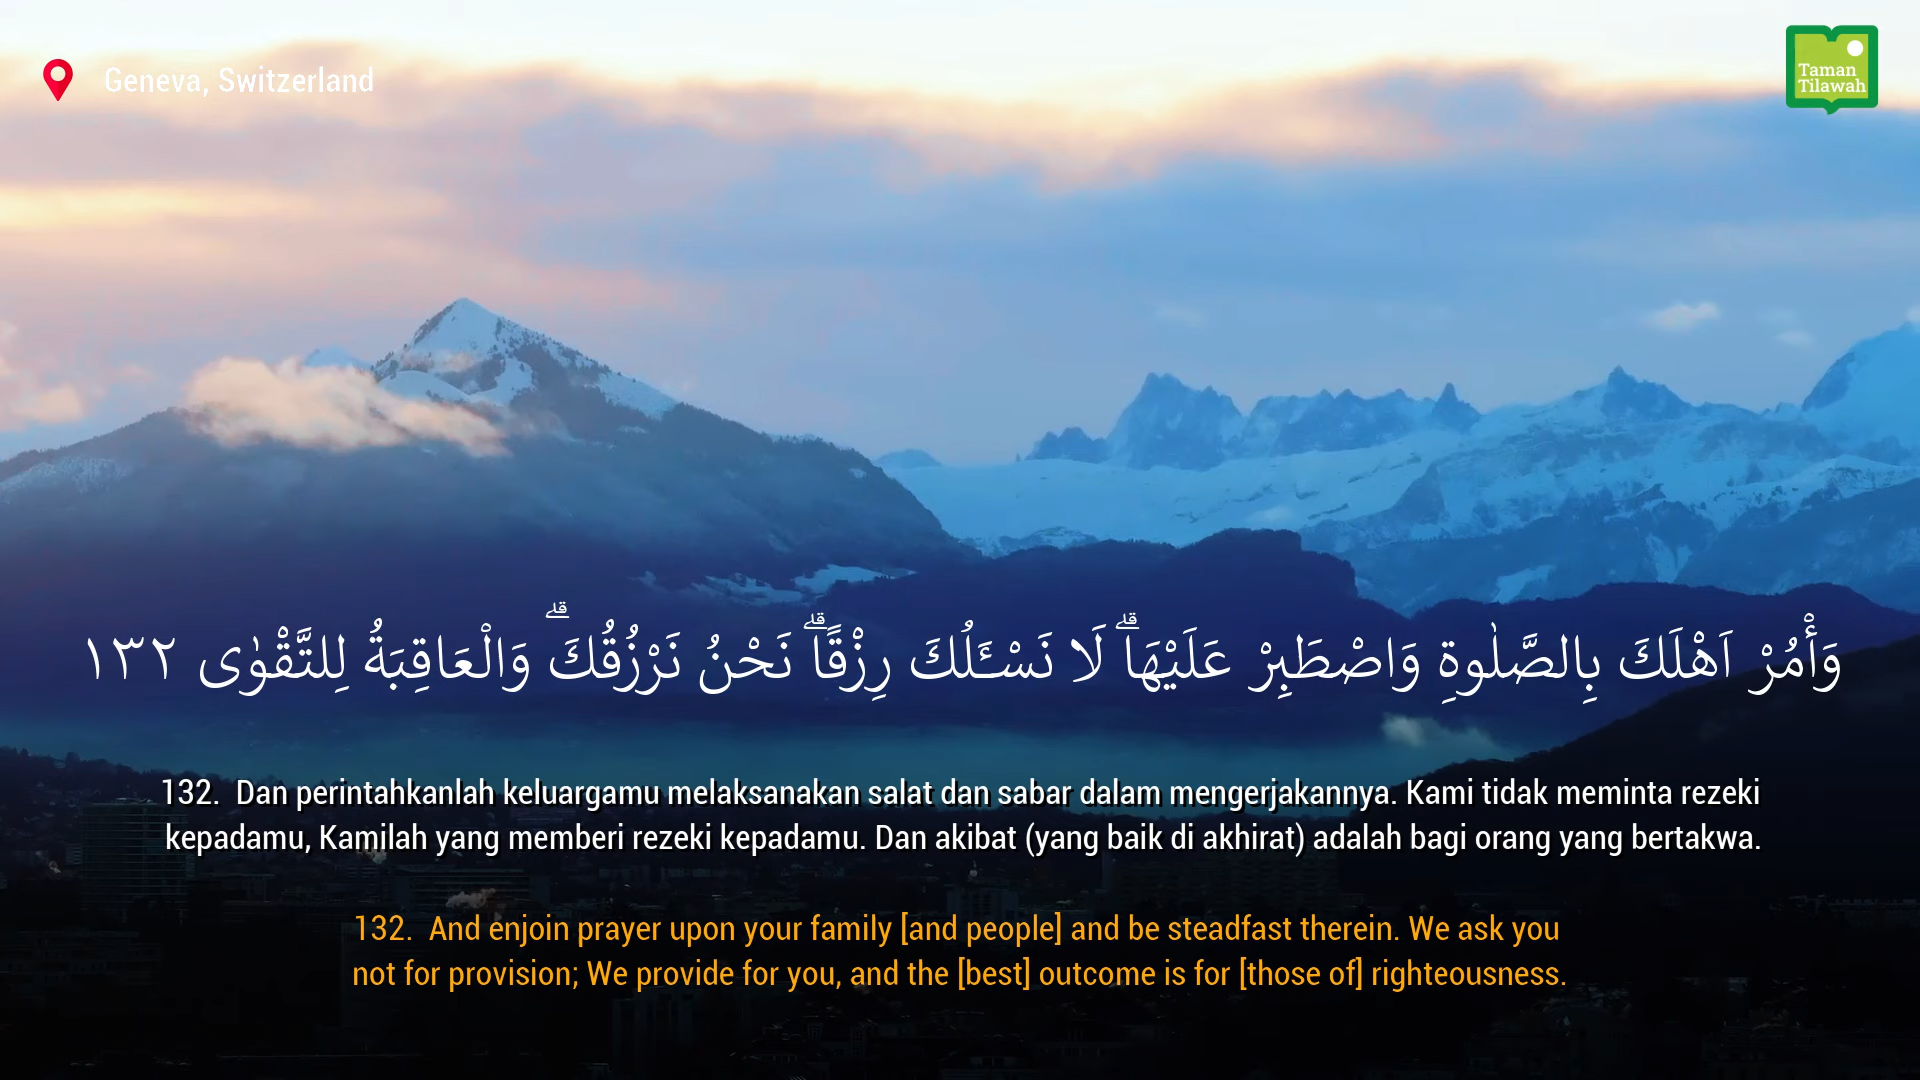 Geneva, Switzerland
Taman
Tilawah
وَأْمُرْ اَهْلَكَ بِالصَّلٰوةِ وَاصْطَبِرْ عَلَيْهَاۗ لَا نَسْـَٔلُكَ رِزْقًاۗ نَحْنُ نَرْزُقُكَۗ وَالْعَاقِبَةُ لِلتَّقْوٰى ١٣٢
132. Dan perintahkanlah keluargamu melaksanakan salat dan sabar dalam mengerjakannya. Kami tidak meminta rezeki
kepadamu, Kamilah yang memberi rezeki kepadamu. Dan akibat (yang baik di akhirat) adalah bagi orang yang bertakwa.
132. And enjoin prayer upon your family [and people] and be steadfast therein. We ask you
not for provision; We provide for you, and the [best] outcome is for [those of] righteousness.